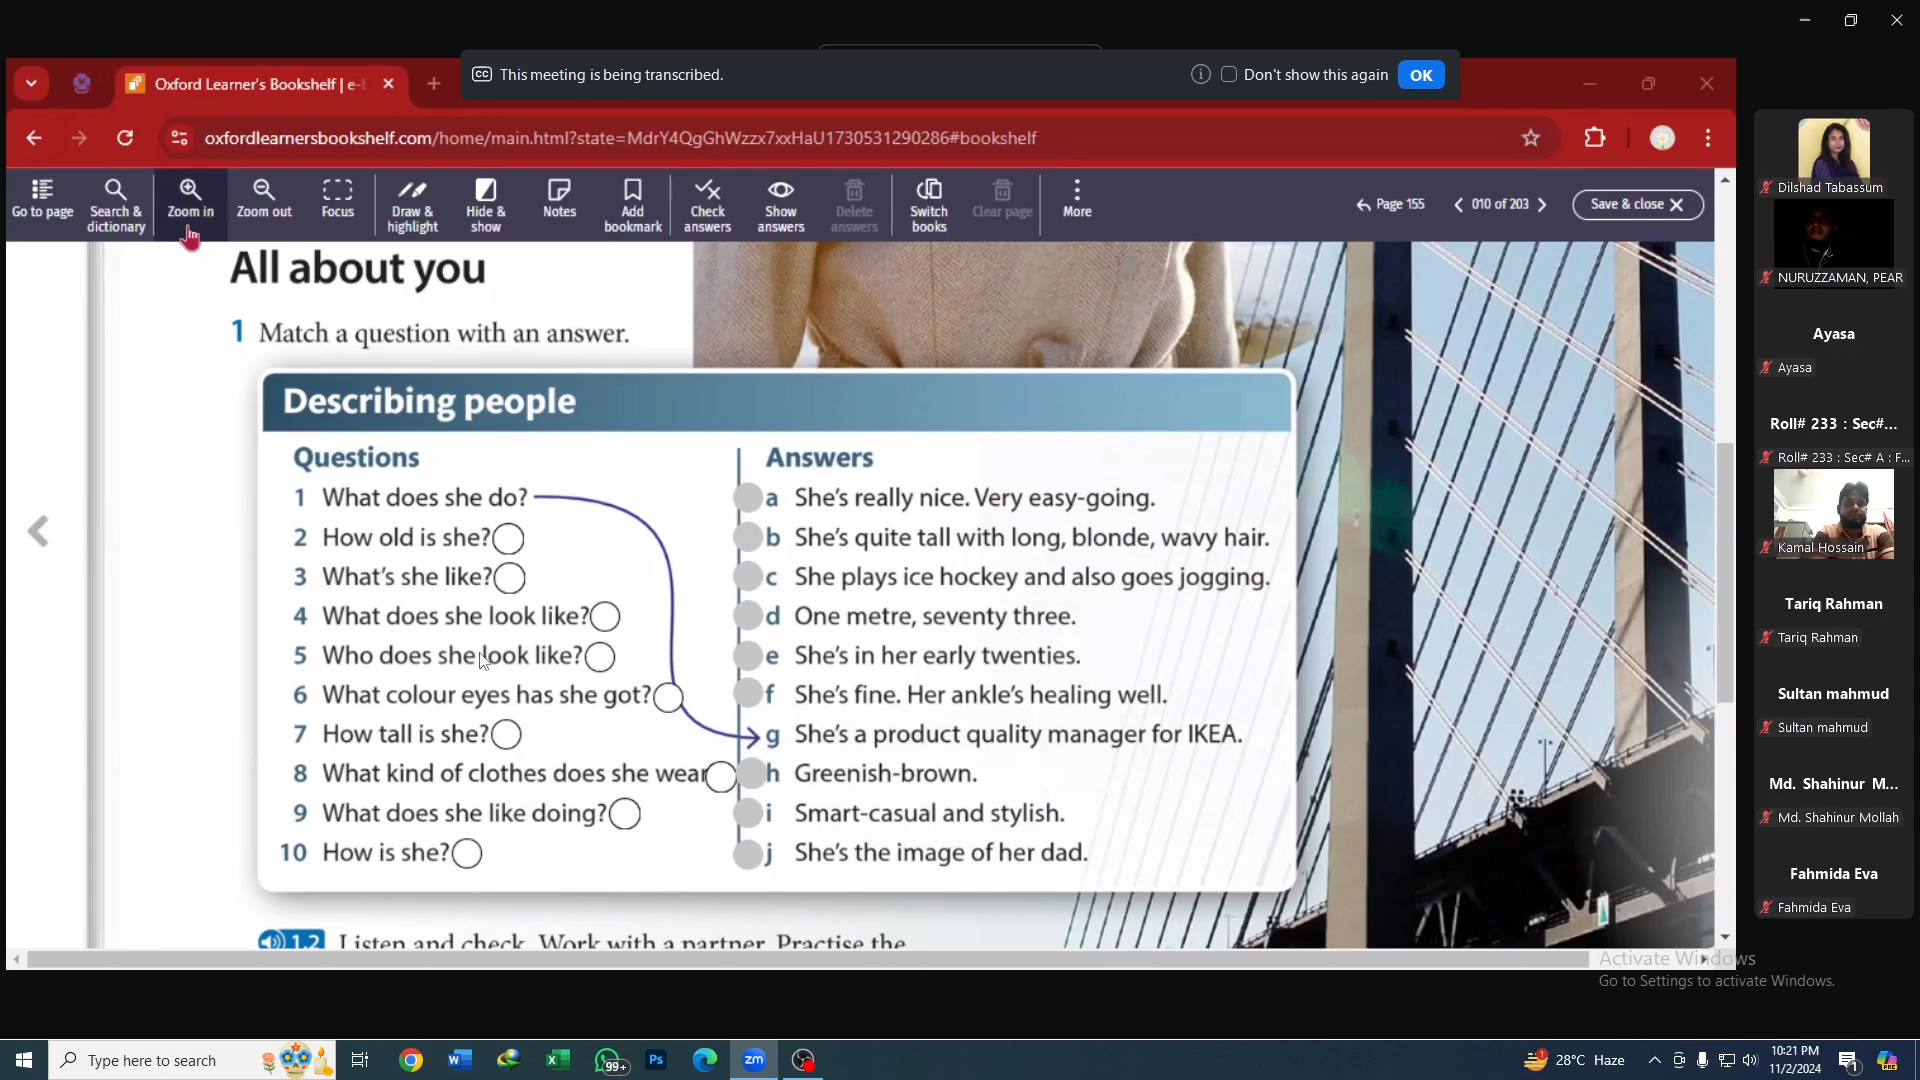 This meeting is being transcribed.
Don't show this again
OK
Oxford Learner's Bookshelf | e-
oxfordlearnersbookshelf.com/home/main.html?state=MdrY4QgGhWzzx7xxHaU1730531290286#bookshelf
Go to page
Search & dictionary
Zoom in
Zoom out
Focus
Draw & highlight
Hide & show
Notes
Add bookmark
Check answers
Show answers
Delete answers
Switch books
Clear page
More
Page 155
010 of 203
Save & close
All about you
1 Match a question with an answer.
Describing people
Questions
1 What does she do?
2 How old is she?
3 What's she like?
4 What does she look like?
5 Who does she look like?
6 What colour eyes has she got?
7 How tall is she?
8 What kind of clothes does she wear
9 What does she like doing?
10 How is she?
Answers
a She's really nice. Very easy-going.
b She's quite tall with long, blonde, wavy hair.
c She plays ice hockey and also goes jogging.
d One metre, seventy three.
e She's in her early twenties.
f She's fine. Her ankle's healing well.
g She's a product quality manager for IKEA.
h Greenish-brown.
i Smart-casual and stylish.
j She's the image of her dad.
1.2 Listen and check. Work with a partner. Practise the
Dilshad Tabassum
NURUZZAMAN, PEAR
Ayasa
Ayasa
Roll# 233 : Sec#...
Roll# 233 : Sec# A : F...
Kamal Hossain
Tariq Rahman
Tariq Rahman
Sultan mahmud
Sultan mahmud
Md. Shahinur M...
Md. Shahinur Mollah
Fahmida Eva
Fahmida Eva
Activate Windows
Go to Settings to activate Windows.
Type here to search
99+
zm
28°C Haze
10:21 PM
11/2/2024